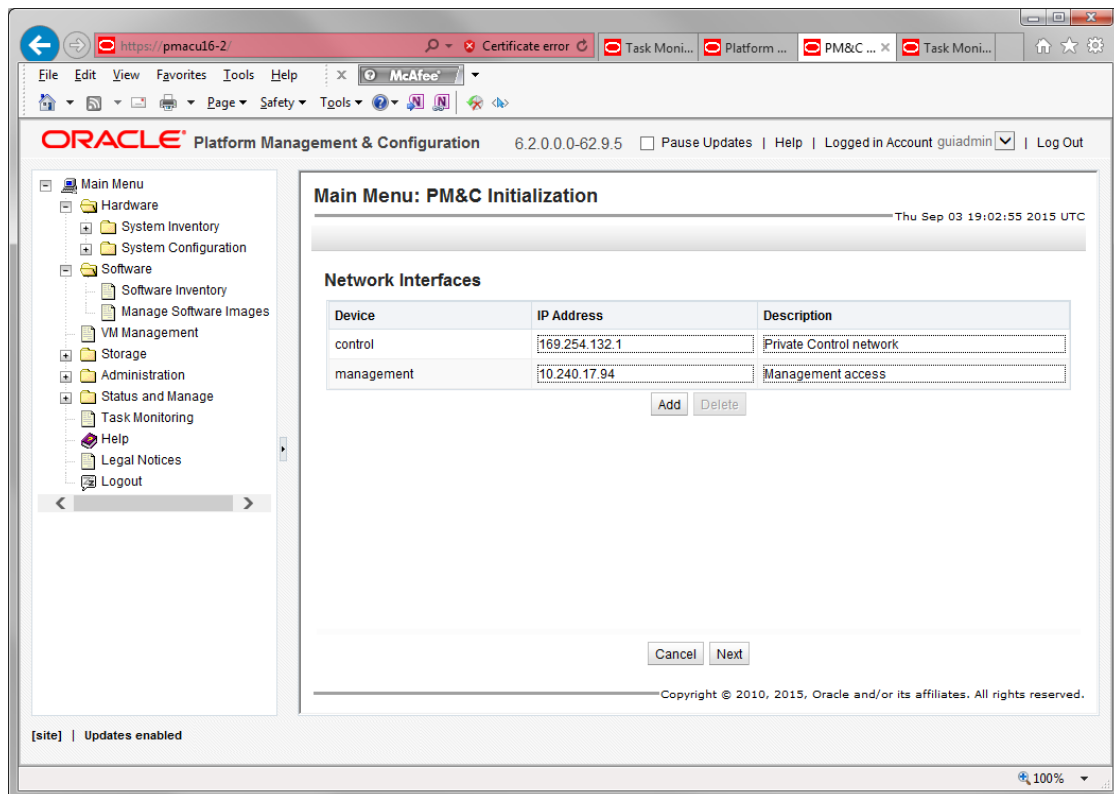 https://pmacu16-2/
Certificate error
Task Moni...
Platform ...
PM&C ...
Task Moni...
File Edit View Favorites Tools Help
x McAfee
Page Safety Tools
ORACLE Platform Management & Configuration 6.2.0.0.0-62.9.5 Pause Updates | Help | Logged in Account guiadmin | Log Out
Main Menu
Hardware
System Inventory
System Configuration
Software
Software Inventory
Manage Software Images
VM Management
Storage
Administration
Status and Manage
Task Monitoring
Help
Legal Notices
Logout
Main Menu: PM&C Initialization
Thu Sep 03 19:02:55 2015 UTC
Network Interfaces
Device IP Address Description
control 169.254.132.1 Private Control network
management 10.240.17.94 Management access
Add Delete
Cancel Next
Copyright © 2010, 2015, Oracle and/or its affiliates. All rights reserved.
[site] | Updates enabled
100%